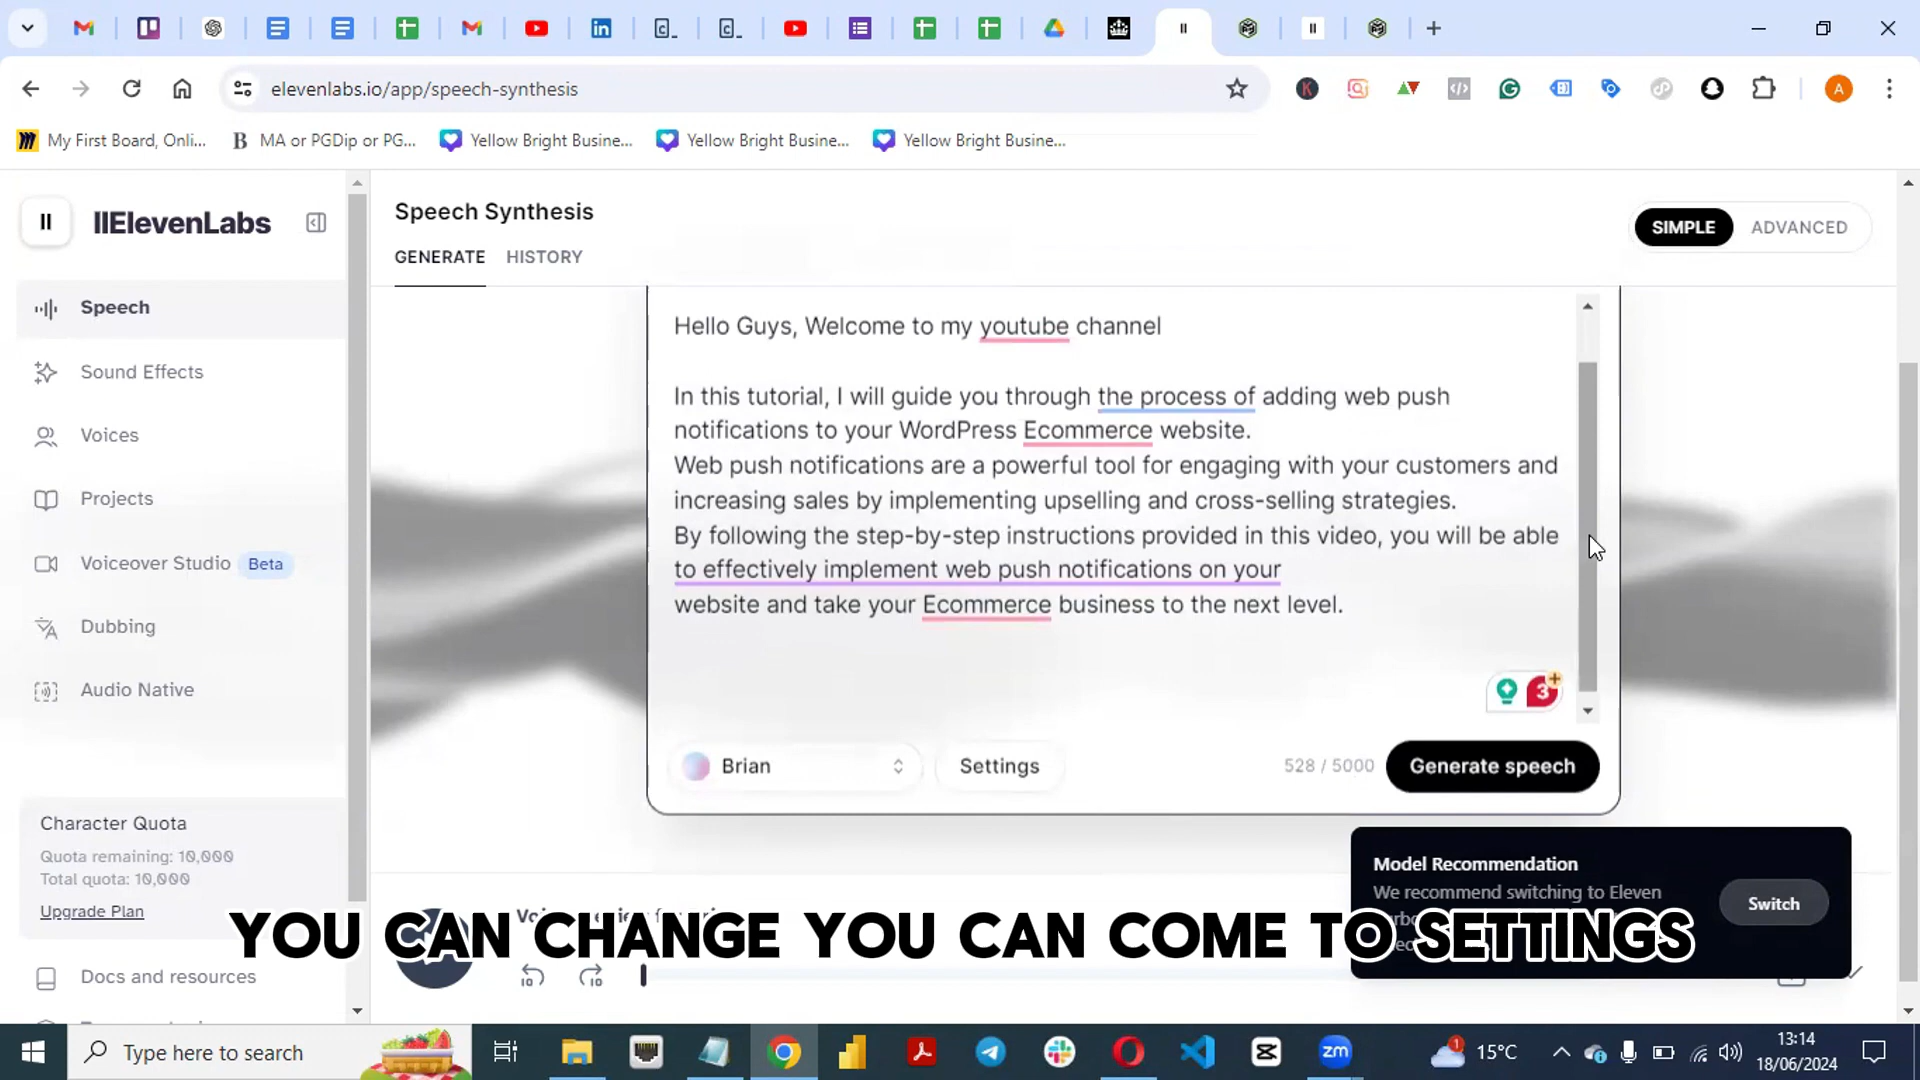 elevenlabs.io/app/speech-synthesis
My First Board, Onli...
MA or PGDip or PG...
Yellow Bright Busine...
Yellow Bright Busine...
Yellow Bright Busine...
IIElevenLabs
Speech
Sound Effects
Voices
Projects
Voiceover Studio Beta
Dubbing
Audio Native
Character Quota
Quota remaining: 10,000
Total quota: 10,000
Upgrade Plan
Docs and resources
Speech Synthesis
GENERATE HISTORY
SIMPLE ADVANCED
Hello Guys, Welcome to my youtube channel
In this tutorial, I will guide you through the process of adding web push
notifications to your WordPress Ecommerce website.
Web push notifications are a powerful tool for engaging with your customers and
increasing sales by implementing upselling and cross-selling strategies.
By following the step-by-step instructions provided in this video, you will be able
to effectively implement web push notifications on your
website and take your Ecommerce business to the next level.
3
Brian
Settings
528 / 5000
Generate speech
Model Recommendation
We recommend switching to Eleven
Switch
YOU CAN CHANGE YOU CAN COME TO SETTINGS
10
10
Type here to search
zm
1
15°C
13:14
18/06/2024